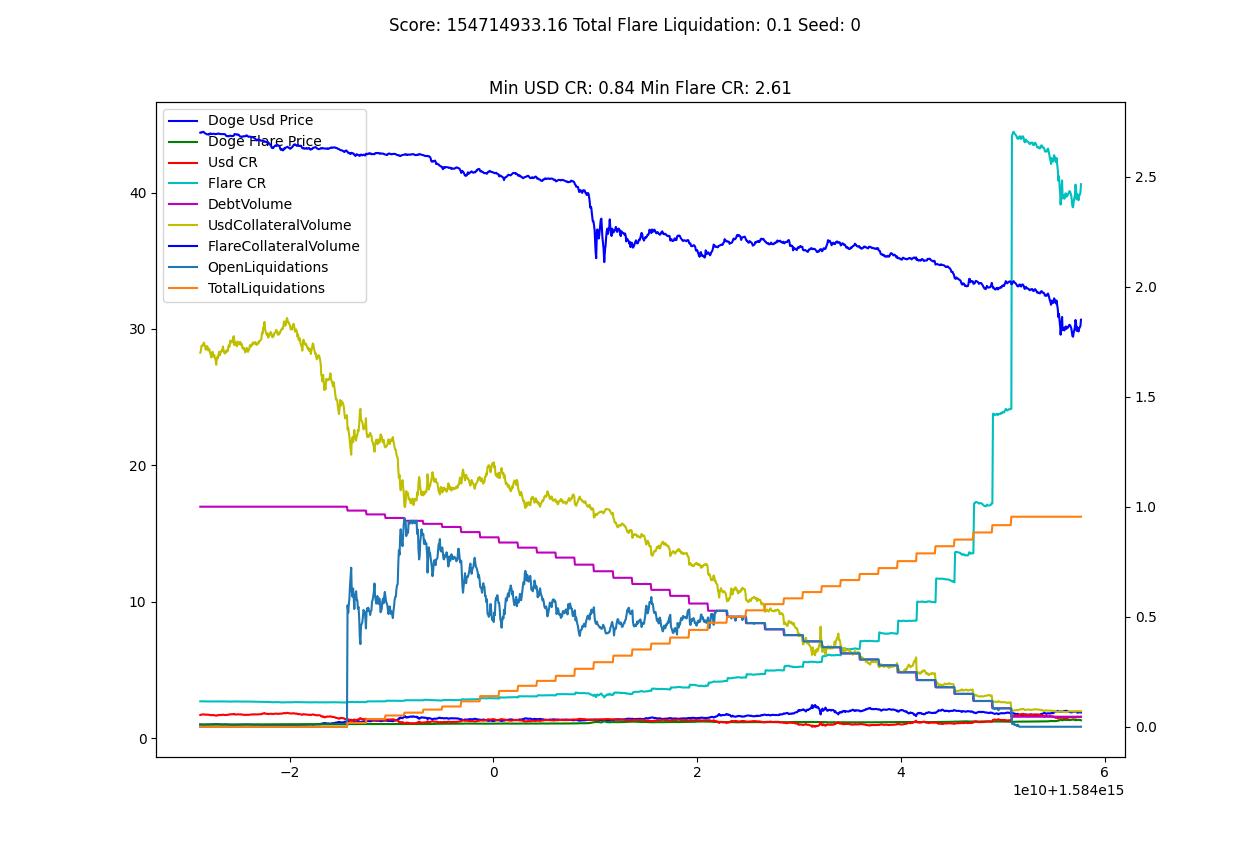 Score: 154714933.16 Total Flare Liquidation: 0.1 Seed: 0
Min USD CR: 0.84 Min Flare CR: 2.61
Doge Usd Price
Doge Flare Price
Usd CR
Flare CR
DebtVolume
UsdCollateralVolume
FlareCollateralVolume
OpenLiquidations
TotalLiquidations
40
30
20
10
0
2.5
2.0
1.5
1.0
0.5
0.0
−2
0
2
4
6
1e10+1.584e15